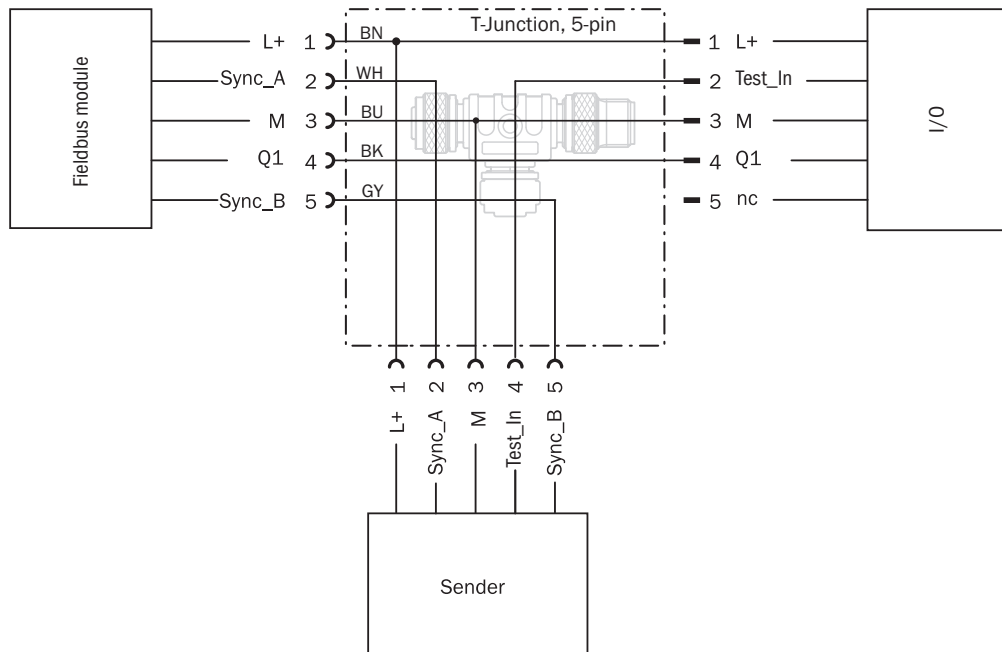 T-Junction, 5-pin
Fieldbus module
L+ 1 BN
Sync_A 2 WH
M 3 BU
Q1 4 BK
Sync_B 5 GY
1 L+
2 Test_In
3 M
4 Q1
5 nc
I/O
1 2 3 4 5
L+ Sync_A M Test_In Sync_B
Sender